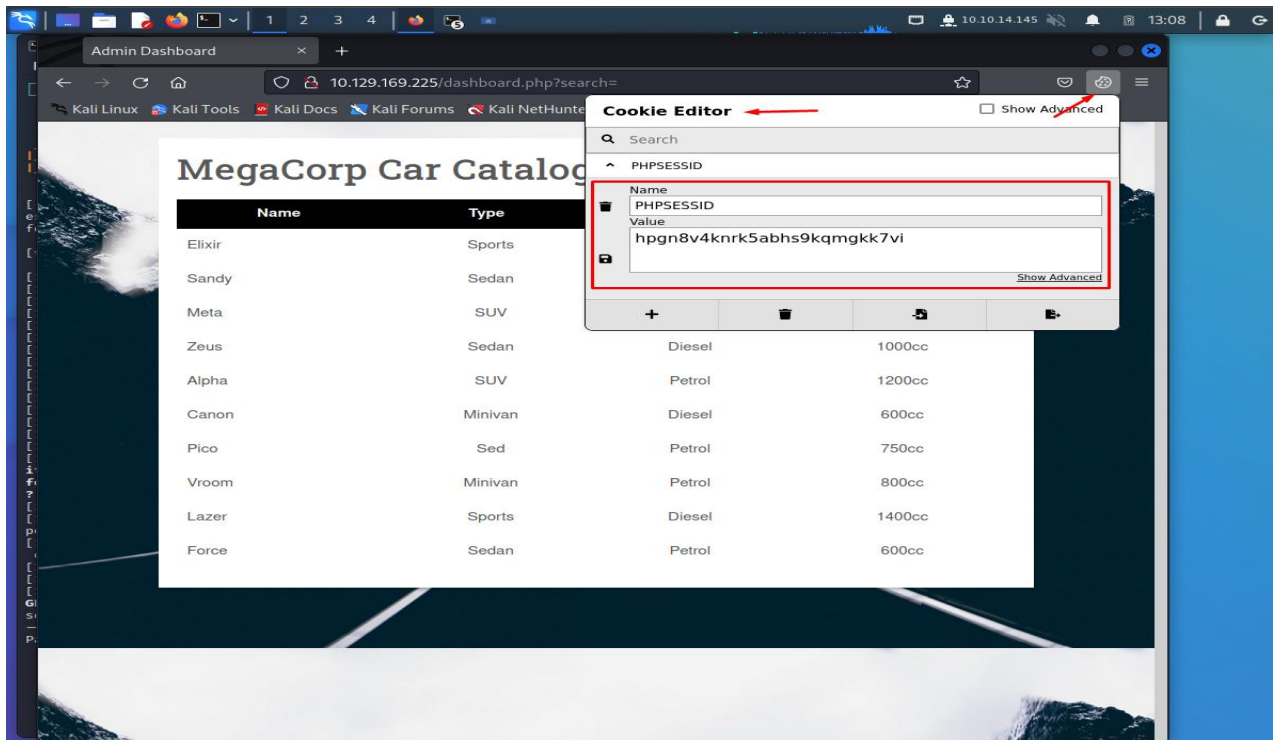 1 2 3 4 5 10.10.14.145 13:08
Admin Dashboard × +
10.129.169.225/dashboard.php?search=
Kali Linux Kali Tools Kali Docs Kali Forums Kali NetHunte
Cookie Editor Show Advanced
Search
PHPSESSID
Name
PHPSESSID
Value
hpgn8v4knrk5abhs9kqmgkk7vi
Show Advanced
MegaCorp Car Catalog
Name Type
Elixir Sports
Sandy Sedan
Meta SUV
Zeus Sedan Diesel 1000cc
Alpha SUV Petrol 1200cc
Canon Minivan Diesel 600cc
Pico Sed Petrol 750cc
Vroom Minivan Petrol 800cc
Lazer Sports Diesel 1400cc
Force Sedan Petrol 600cc